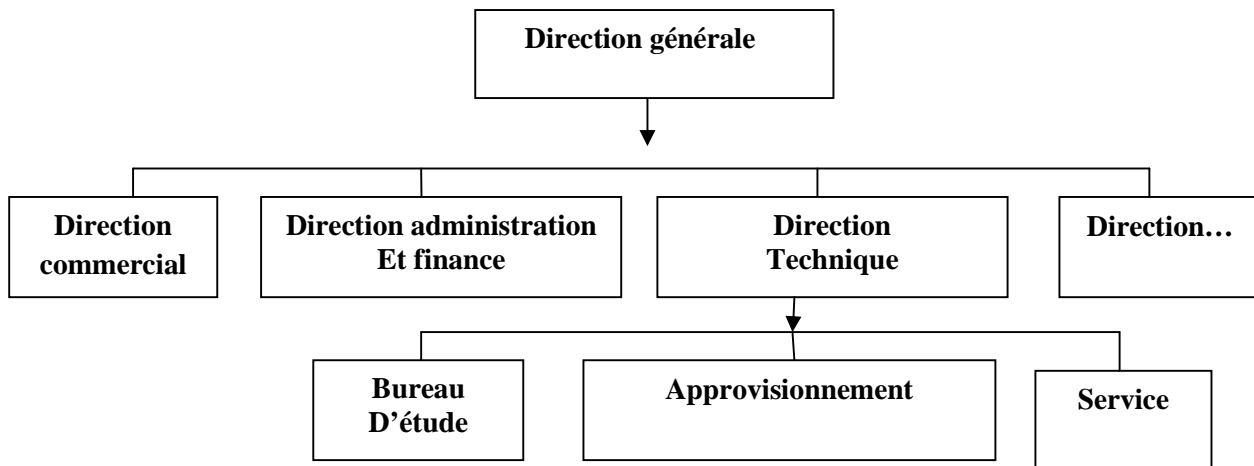 Direction générale
Direction
commercial
Direction administration
Et finance
Direction
Technique
Direction…
Bureau
D’étude
Approvisionnement
Service